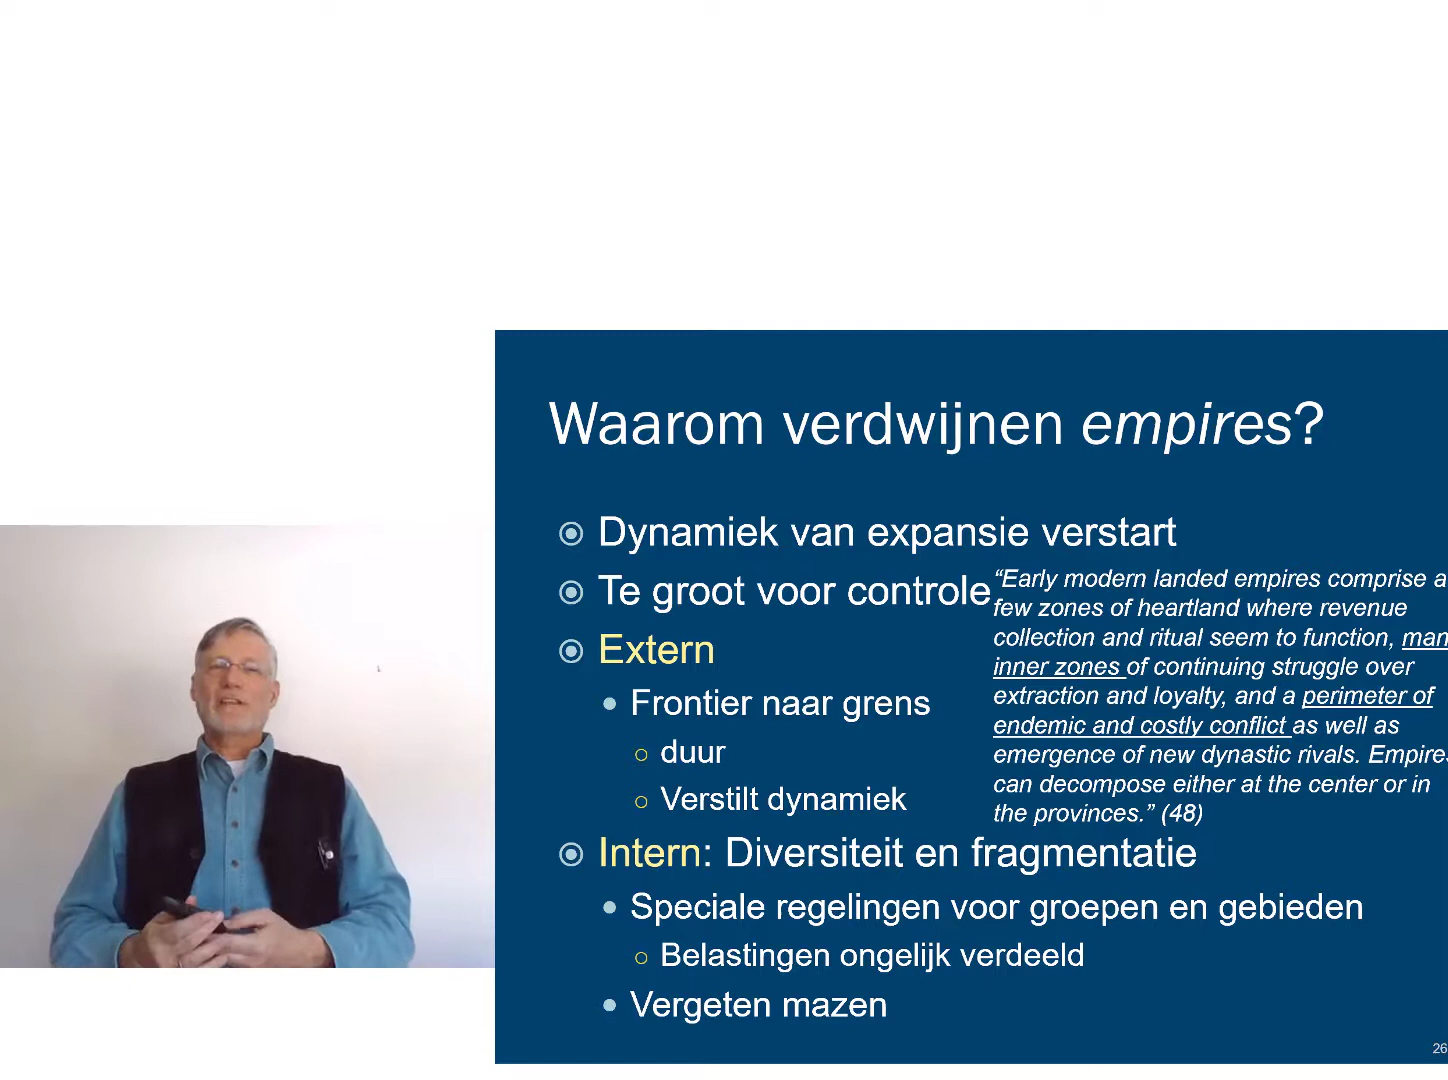 Waarom verdwijnen empires?
Dynamiek van expansie verstart
Te groot voor controle
Extern
Frontier naar grens
duur
Verstilt dynamiek
Intern: Diversiteit en fragmentatie
Speciale regelingen voor groepen en gebieden
Belastingen ongelijk verdeeld
Vergeten mazen
“Early modern landed empires comprise a
few zones of heartland where revenue
collection and ritual seem to function,
inner zones of continuing struggle over
extraction and loyalty, and a perimeter of
endemic and costly conflict as well as
emergence of new dynastic rivals.
can decompose either at the center or in
the provinces.” (48)
26